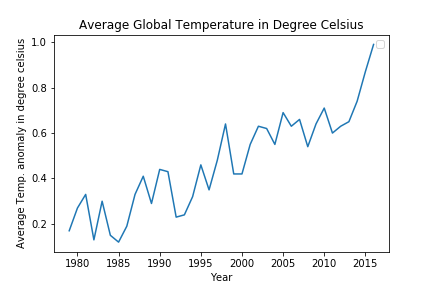 Average Global Temperature in Degree Celsius
Average Temp. anomaly in degree celsius
1.0
0.8
0.6
0.4
0.2
1980 1985 1990 1995 2000 2005 2010 2015
Year